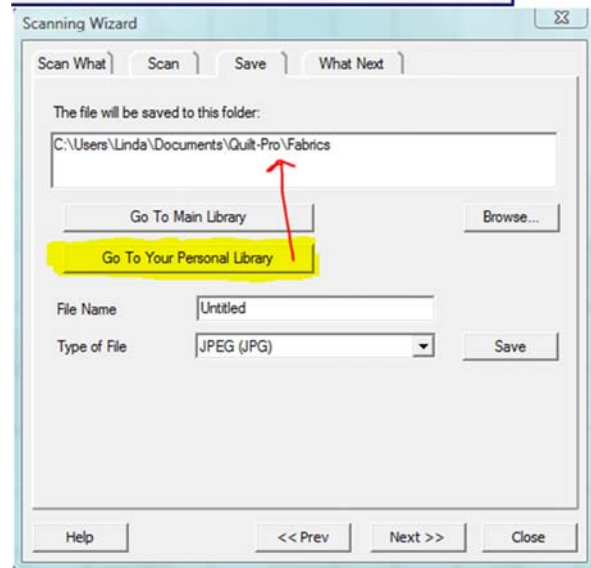 Scanning Wizard
Scan What Scan Save What Next
The file will be saved to this folder:
C:\Users\Linda\Documents\Quilt-Pro\Fabrics
Go To Main Library Browse...
Go To Your Personal Library
File Name Untitled
Type of File JPEG (JPG) Save
Help << Prev Next >> Close